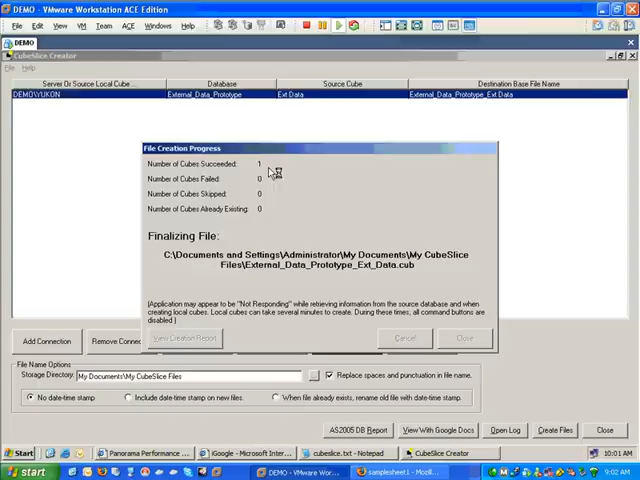 DEMO - VMware Workstation ACE Edition
File Edit View VM Team ACE Windows Help
DEMO
CubeSlice Creator
File Help
Server Or Source Local Cube ... Database Source Cube Destination Base File Name
DEMO\YUKON External_Data_Prototype Ext Data External_Data_Prototype_Ext Data
File Creation Progress
Number of Cubes Succeeded: 1
Number of Cubes Failed: 0
Number of Cubes Skipped: 0
Number of Cubes Already Existing: 0
Finalizing File:
C:\Documents and Settings\Administrator\My Documents\My CubeSlice
Files\External_Data_Prototype_Ext_Data.cub
(Application may appear to be "Not Responding" while retrieving information from the source database and when
creating local cubes. Local cubes can take several minutes to create. During these times, all command buttons are
disabled.)
View Creation Report Cancel Close
Add Connection Remove Connec
File Name Options
Storage Directory: My Documents\My CubeSlice Files ... Replace spaces and punctuation in file name.
No date-time stamp Include date-time stamp on new files. When file already exists, rename old file with date-time stamp.
AS2005 DB Report View With Google Docs Open Log Create Files Close
Start Panorama Performance ... iGoogle - Microsoft Inter... cubeslice.txt - Notepad CubeSlice Creator 10:01 AM
start DEMO - VMware Wor... samplesheet1 - Mozil... 9:02 AM